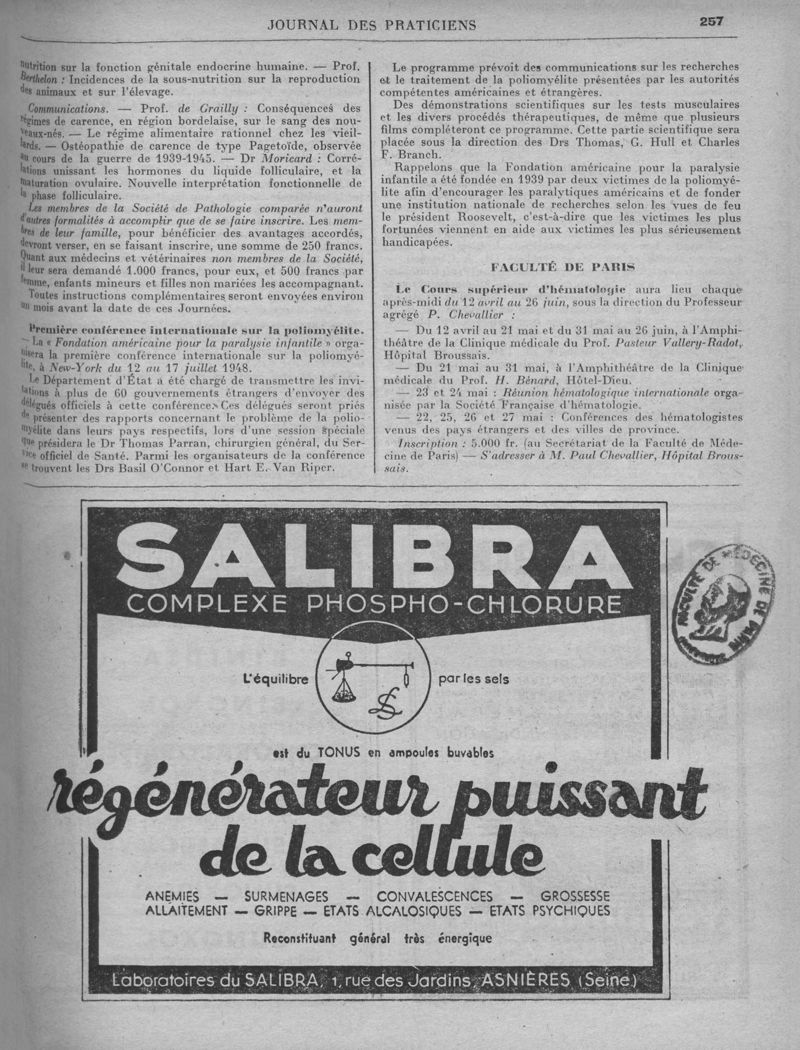 JOURNAL DES PRATICIENS
257
nutrition sur la fonction génitale endocrine humaine. — Prof.
Berthelon : Incidences de la sous-nutrition sur la reproduction
des animaux et sur l'élevage.
Communications. — Prof. de Grailly : Conséquences des
régimes de carence, en région bordelaise, sur le sang des nou-
veaux-nés. — Le régime alimentaire rationnel chez les vieil-
lards. — Ostéopathie de carence de type Pagetoïde, observée
au cours de la guerre de 1939-1945. — Dr Moricard : Corré-
lations unissant les hormones du liquide folliculaire, et la
maturation ovulaire. Nouvelle interprétation fonctionnelle de
la phase folliculaire.
Les membres de la Société de Pathologie comparée n'auront
d'autres formalités à accomplir que de se faire inscrire. Les mem-
bres de leur famille, pour bénéficier des avantages accordés,
devront verser, en se faisant inscrire, une somme de 250 francs.
Quant aux médecins et vétérinaires non membres de la Société,
il leur sera demandé 1.000 francs, pour eux, et 500 francs par
femme, enfants mineurs et filles non mariées les accompagnant.
Toutes instructions complémentaires seront envoyées environ
un mois avant la date de ces Journées.
Première conférence internationale sur la poliomyélite.
— La « Fondation américaine pour la paralysie infantile » orga-
nisera la première conférence internationale sur la poliomyé-
lite, à New-York du 12 au 17 juillet 1948.
Le Département d'État a été chargé de transmettre les invi-
tations à plus de 60 gouvernements étrangers d'envoyer des
délégués officiels à cette conférence. Ces délégués seront priés
de présenter des rapports concernant le problème de la polio-
myélite dans leurs pays respectifs, lors d'une session spéciale
que présidera le Dr Thomas Parran, chirurgien général, du Ser-
vice officiel de Santé. Parmi les organisateurs de la conférence
se trouvent les Drs Basil O'Connor et Hart E. Van Riper.
Le programme prévoit des communications sur les recherches
et le traitement de la poliomyélite présentées par les autorités
compétentes américaines et étrangères.
Des démonstrations scientifiques sur les tests musculaires
et les divers procédés thérapeutiques, de même que plusieurs
films compléteront ce programme. Cette partie scientifique sera
placée sous la direction des Drs Thomas, G. Hull et Charles
F. Branch.
Rappelons que la Fondation américaine pour la paralysie
infantile a été fondée en 1939 par deux victimes de la poliomyé-
lite afin d'encourager les paralytiques américains et de fonder
une institution nationale de recherches selon les vues de feu
le président Roosevelt, c'est-à-dire que les victimes les plus
fortunées viennent en aide aux victimes les plus sérieusement
handicapées.
FACULTÉ DE PARIS
Le Cours supérieur d'hématologie aura lieu chaque
après-midi du 12 avril au 26 juin, sous la direction du Professeur
agrégé P. Chevallier :
— Du 12 avril au 21 mai et du 31 mai au 26 juin, à l'Amphi-
théâtre de la Clinique médicale du Prof. Pasteur Vallery-Radot,
Hôpital Broussais.
— Du 21 mai au 31 mai, à l'Amphithéâtre de la Clinique
médicale du Prof. H. Bénard, Hôtel-Dieu.
— 23 et 24 mai : Réunion hématologique internationale orga-
nisée par la Société Française d'hématologie.
— 22, 25, 26 et 27 mai : Conférences des hématologistes
venus des pays étrangers et des villes de province.
Inscription : 5.000 fr. (au Secrétariat de la Faculté de Méde-
cine de Paris) — S'adresser à M. Paul Chevallier, Hôpital Brous-
sais.
SALIBRA
COMPLEXE PHOSPHO-CHLORURE
L'équilibre
par les sels
est du TONUS en ampoules buvables
régénérateur puissant
de la cellule
ANEMIES — SURMENAGES — CONVALESCENCES — GROSSESSE
ALLAITEMENT — GRIPPE — ETATS ALCALOSIQUES — ETATS PSYCHIQUES
Reconstituant général très énergique
Laboratoires du SALIBRA, 1, rue des Jardins, ASNIÈRES (Seine)
FACULTÉ DE MÉDECINE DE PARIS